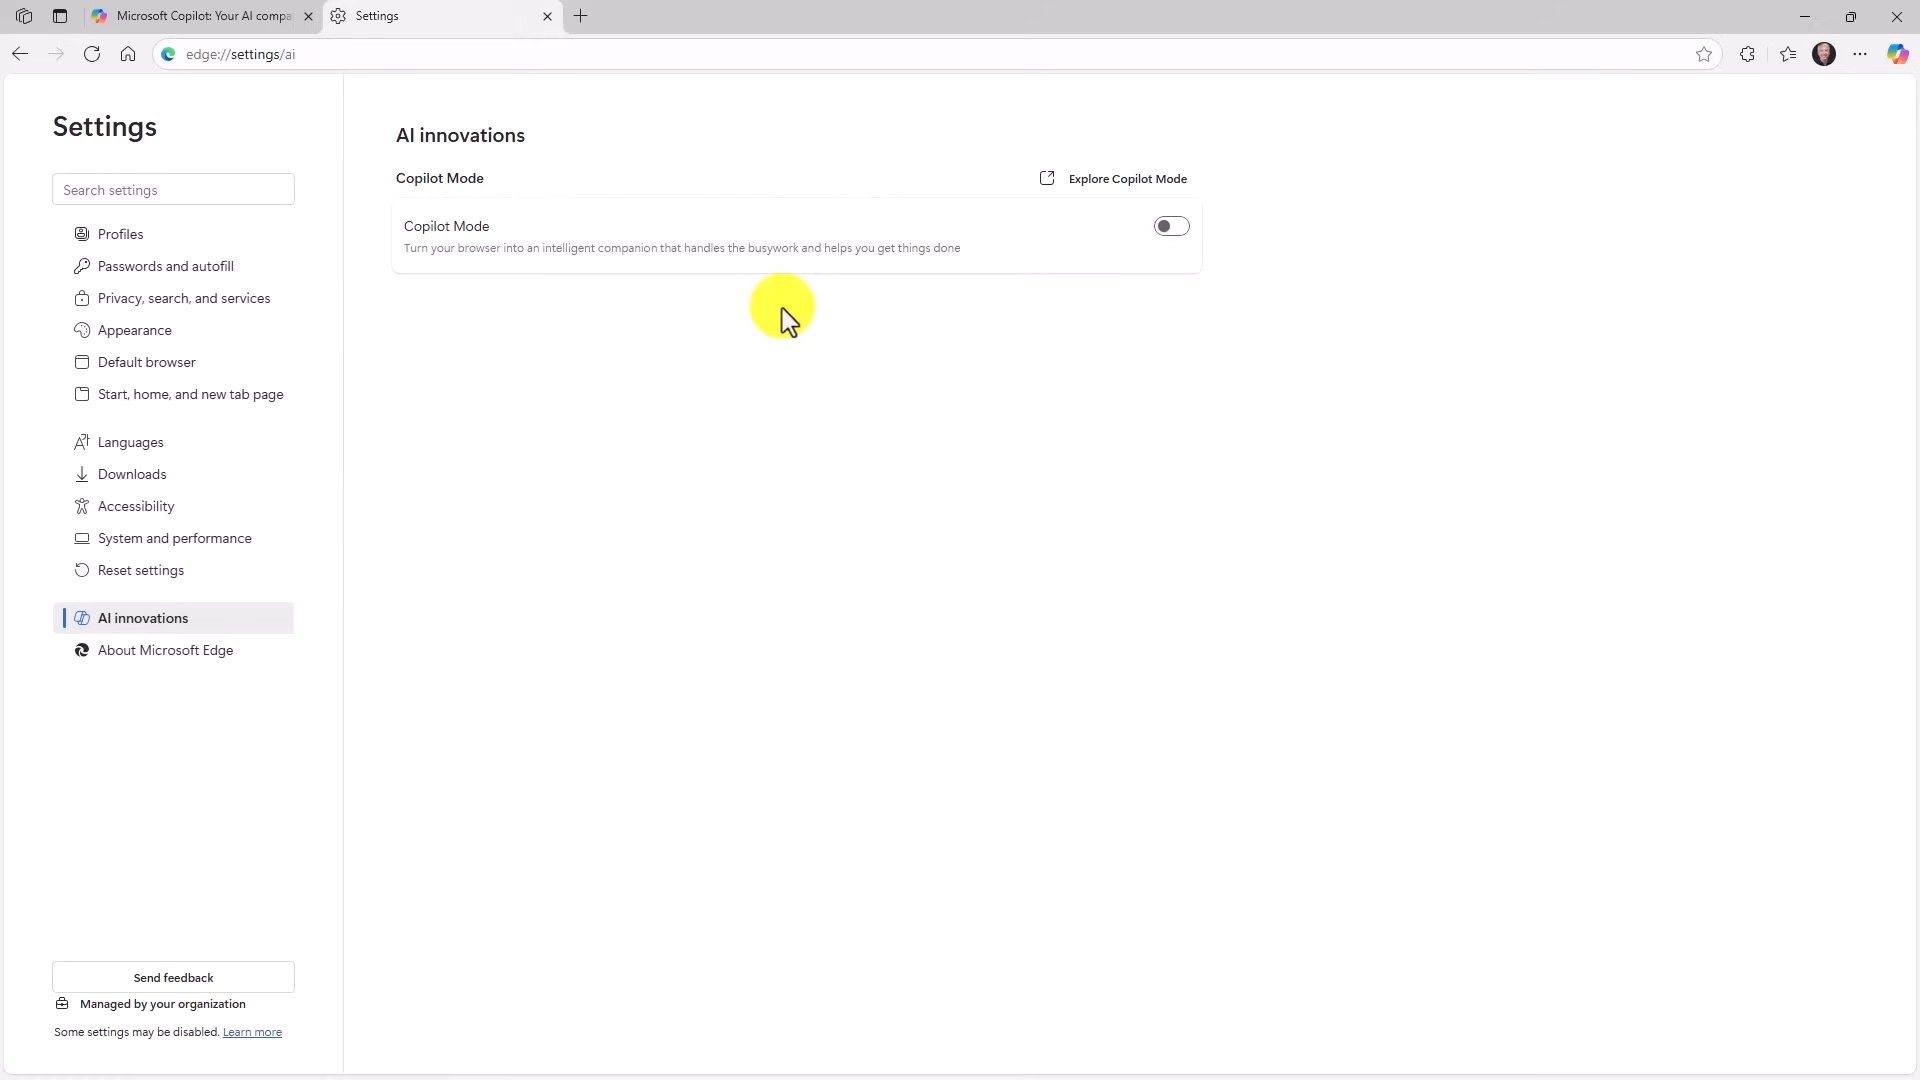 Microsoft Copilot: Your AI compa
Settings
edge://settings/ai
Settings
Search settings
Profiles
Passwords and autofill
Privacy, search, and services
Appearance
Default browser
Start, home, and new tab page
Languages
Downloads
Accessibility
System and performance
Reset settings
AI innovations
About Microsoft Edge
Send feedback
Managed by your organization
Some settings may be disabled. Learn more
AI innovations
Copilot Mode
Explore Copilot Mode
Copilot Mode
Turn your browser into an intelligent companion that handles the busywork and helps you get things done